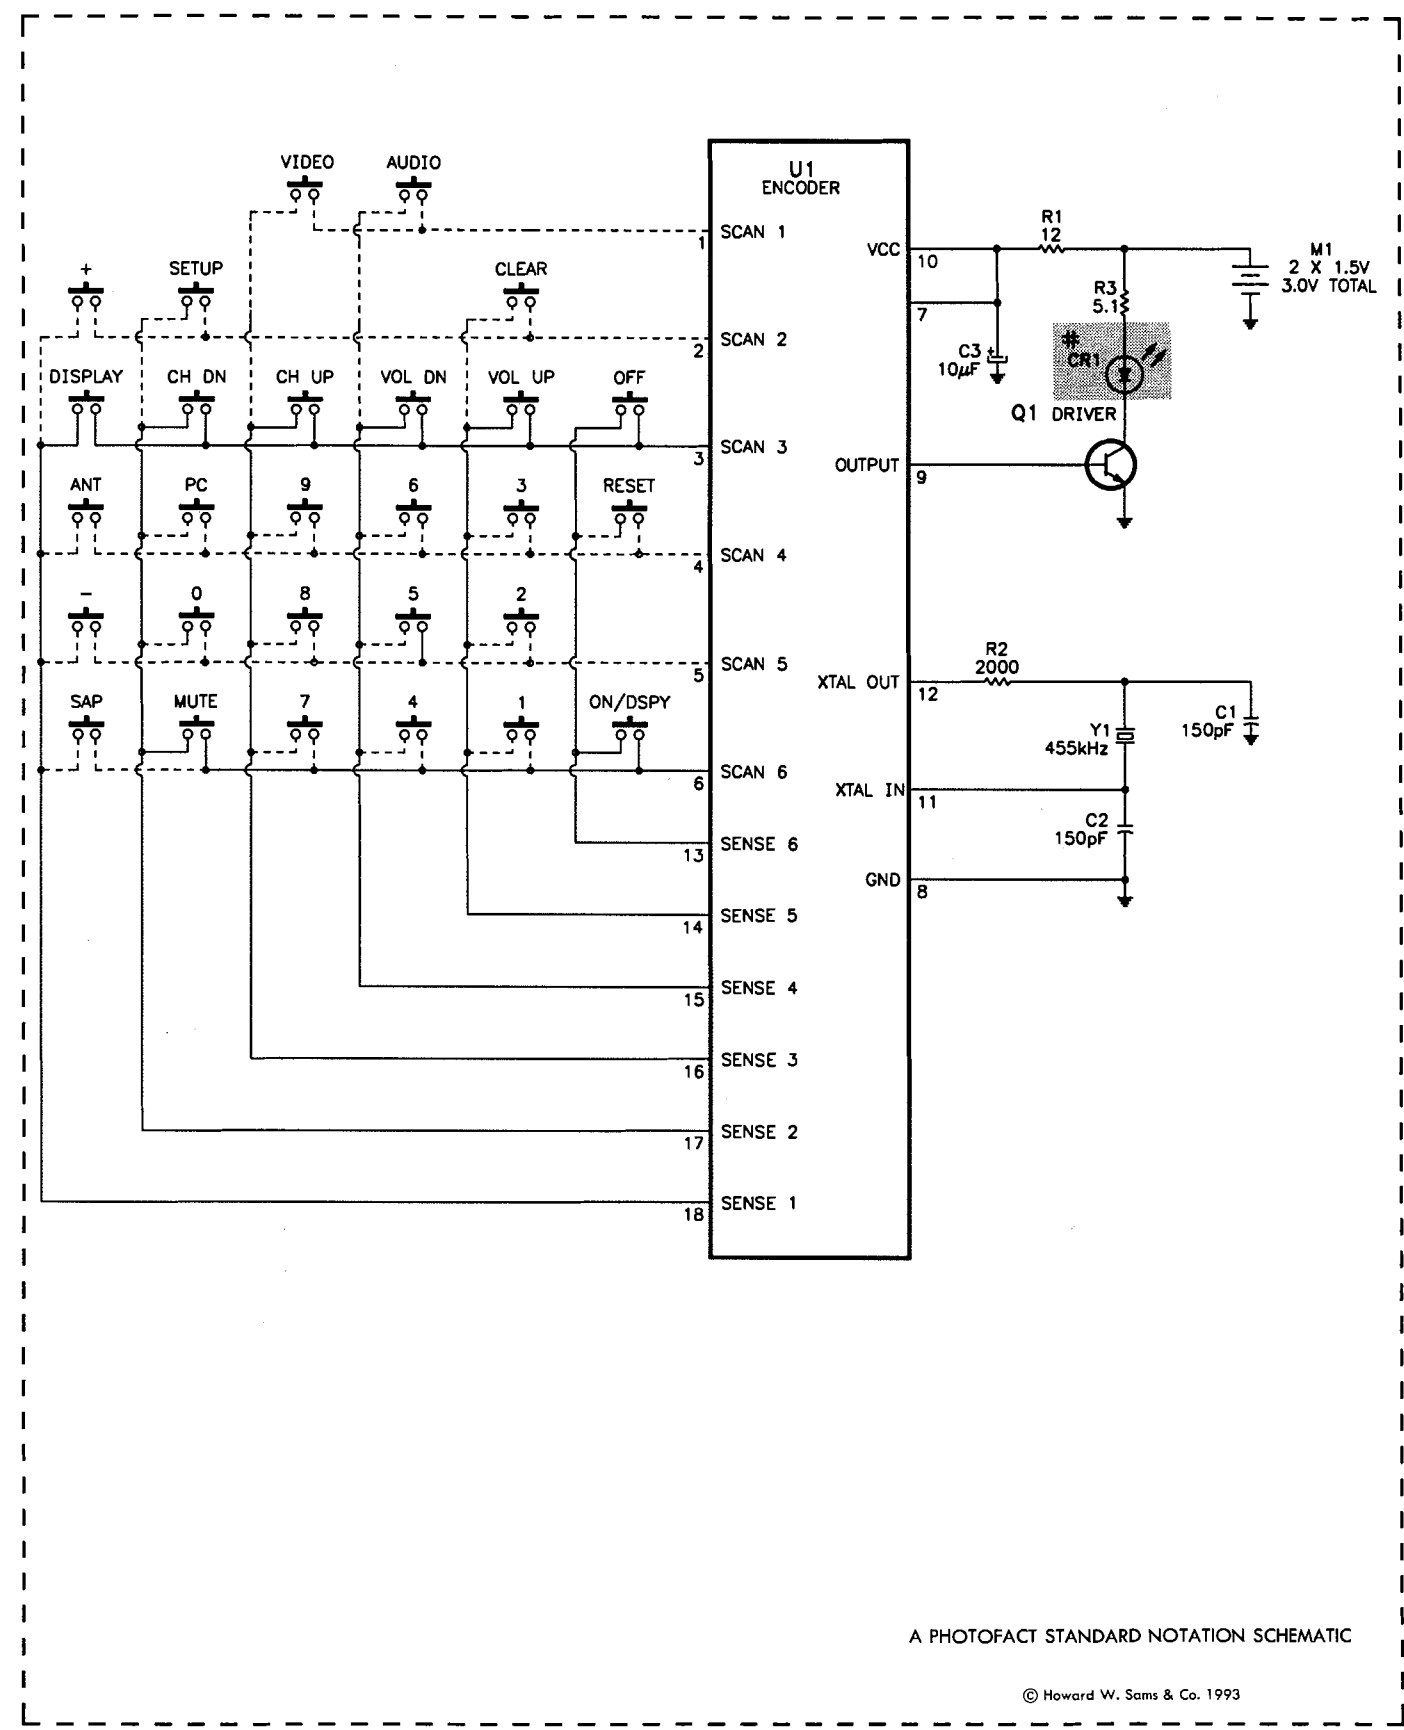 VIDEO AUDIO
U1
ENCODER
1 SCAN 1
+ SETUP CLEAR
2 SCAN 2
DISPLAY CH DN CH UP VOL DN VOL UP OFF
3 SCAN 3
ANT PC 9 6 3 RESET
4 SCAN 4
- 0 8 5 2
5 SCAN 5
SAP MUTE 7 4 1 ON/DSPY
6 SCAN 6
13 SENSE 6
14 SENSE 5
15 SENSE 4
16 SENSE 3
17 SENSE 2
18 SENSE 1
VCC 10
7
R1
12
M1
2 X 1.5V
3.0V TOTAL
R3
5.1
C3 +
10µF
#
CR1
Q1 DRIVER
OUTPUT 9
R2
2000
XTAL OUT 12
Y1
455kHz
C1
150pF
XTAL IN 11
C2
150pF
GND 8
A PHOTOFACT STANDARD NOTATION SCHEMATIC
© Howard W. Sams & Co. 1993